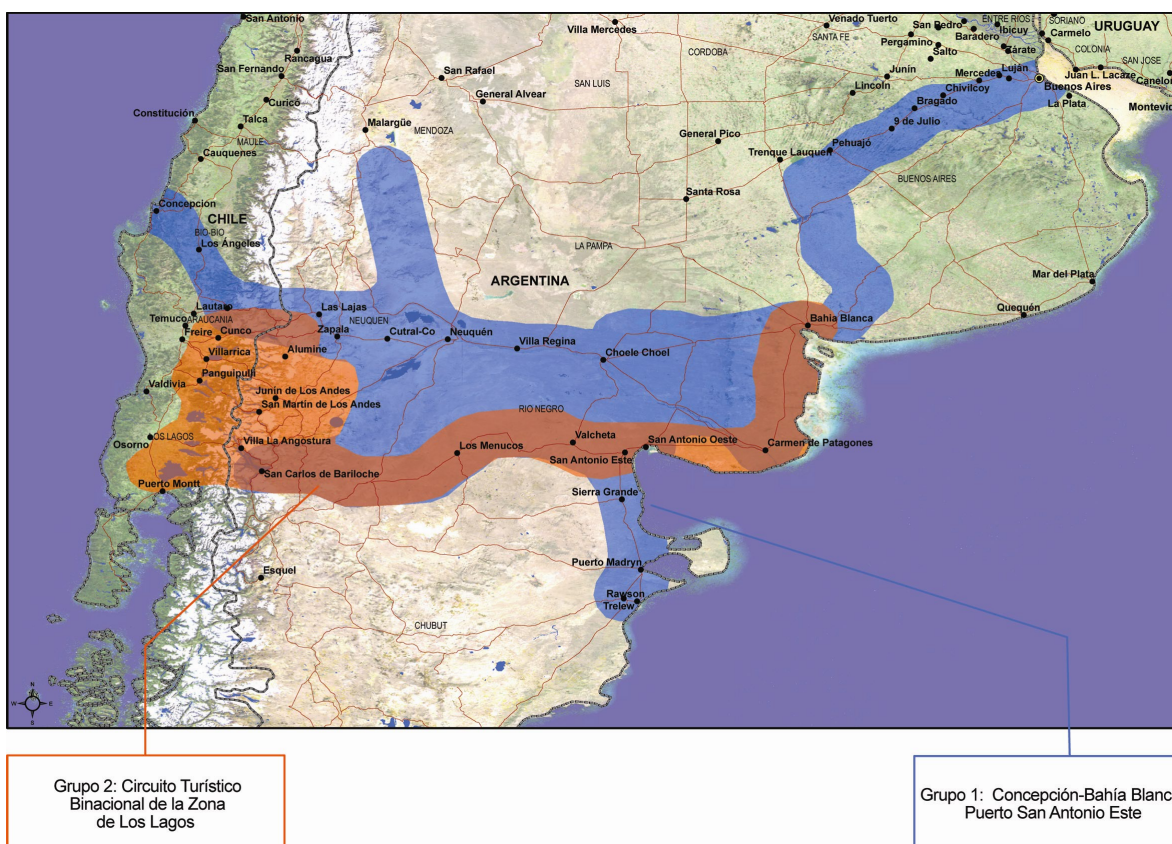 San Antonio
Rancagua
San Fernando
Curicó
Constitución
Talca
MAULE
Cauquenes
Concepción
CHILE
BIO-BIO
Los Ángeles
Lautaro
Temuco
ARAUCANIA
Freire
Cunco
Villarrica
Panguipulli
Valdivia
Osorno
LOS LAGOS
Puerto Montt
Villa Mercedes
CORDOBA
San Rafael
SAN LUIS
General Alvear
Malargüe
MENDOZA
General Pico
Santa Rosa
LA PAMPA
ARGENTINA
Venado Tuerto
SANTA FE
San Pedro
ENTRE RIOS
Ibicuy
Baradero
Pergamino
Salto
Zárate
SORIANO
URUGUAY
Carmelo
COLONIA
SAN JOSE
Juan L. Lacaze
Canelo
Montevid
Junín
Lincoln
Mercedes
Luján
Chivilcoy
Bragado
Buenos Aires
La Plata
9 de Julio
Pehuajó
Trenque Lauquen
BUENOS AIRES
Mar del Plata
Quequén
Bahía Blanca
Las Lajas
NEUQUEN
Zapala
Cutral-Co
Neuquén
Villa Regina
Choele Choel
Alumine
Junín de Los Andes
San Martín de Los Andes
Villa La Angostura
San Carlos de Bariloche
RIO NEGRO
Los Menucos
Valcheta
San Antonio Oeste
San Antonio Este
Carmen de Patagones
Sierra Grande
Puerto Madryn
Rawson
Trelew
Esquel
CHUBUT
N
W
E
S
Grupo 2: Circuito Turístico
Binacional de la Zona
de Los Lagos
Grupo 1: Concepción-Bahía Blanc
Puerto San Antonio Este